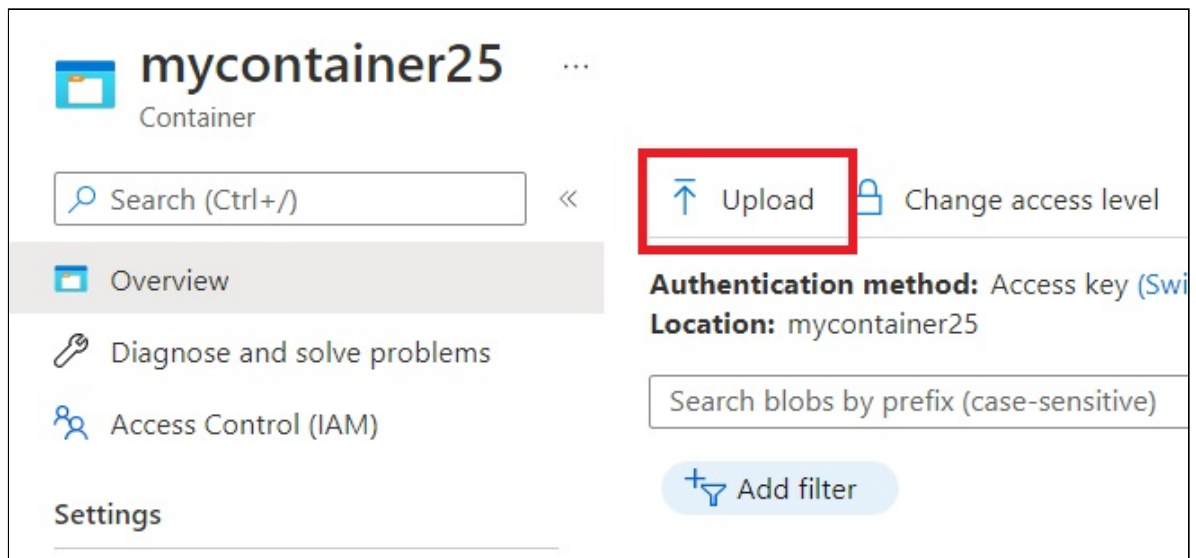 mycontainer25 ...
Container
Search (Ctrl+/)
«
Overview
Diagnose and solve problems
Access Control (IAM)
Settings
Upload
Change access level
Authentication method: Access key (Swi
Location: mycontainer25
Search blobs by prefix (case-sensitive)
Add filter